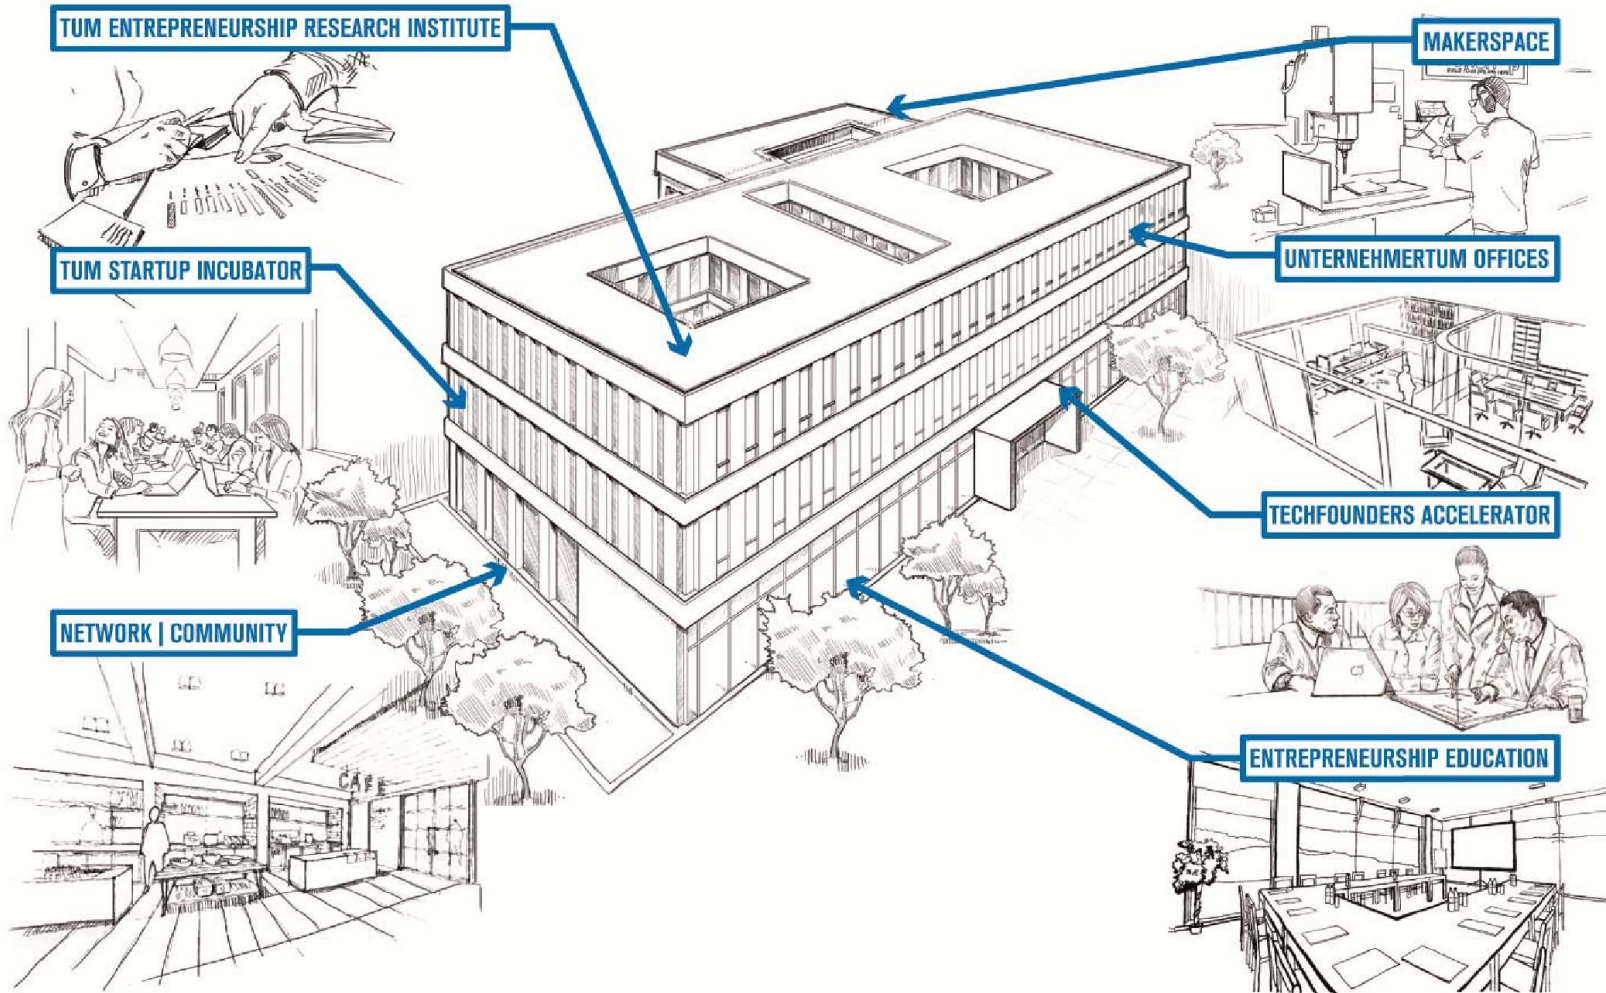 TUM ENTREPRENEURSHIP RESEARCH INSTITUTE
MAKERSPACE
TUM STARTUP INCUBATOR
UNTERNEHMERTUM OFFICES
TECHFOUNDERS ACCELERATOR
NETWORK | COMMUNITY
ENTREPRENEURSHIP EDUCATION
CAFE